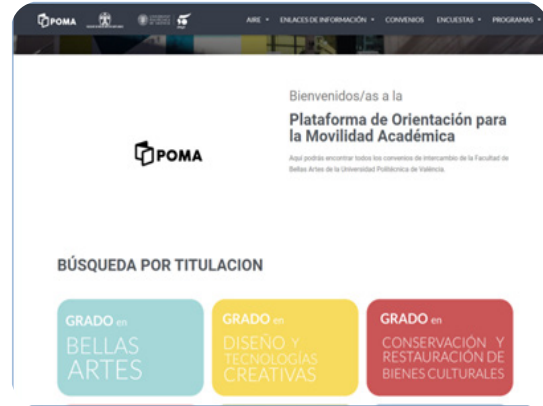 POMA
AIRE ENLACES DE INFORMACIÓN CONVENIOS ENCUESTAS PROGRAMAS
Bienvenidos/as a la
Plataforma de Orientación para
la Movilidad Académica
POMA
Aquí podrás encontrar todos los convenios de intercambio de la Facultad de
Bellas Artes de la Universidad Politécnica de Valencia.
BÚSQUEDA POR TITULACION
GRADO en
BELLAS
ARTES
GRADO en
DISEÑO Y
TECNOLOGÍAS
CREATIVAS
GRADO en
CONSERVACIÓN Y
RESTAURACIÓN DE
BIENES CULTURALES